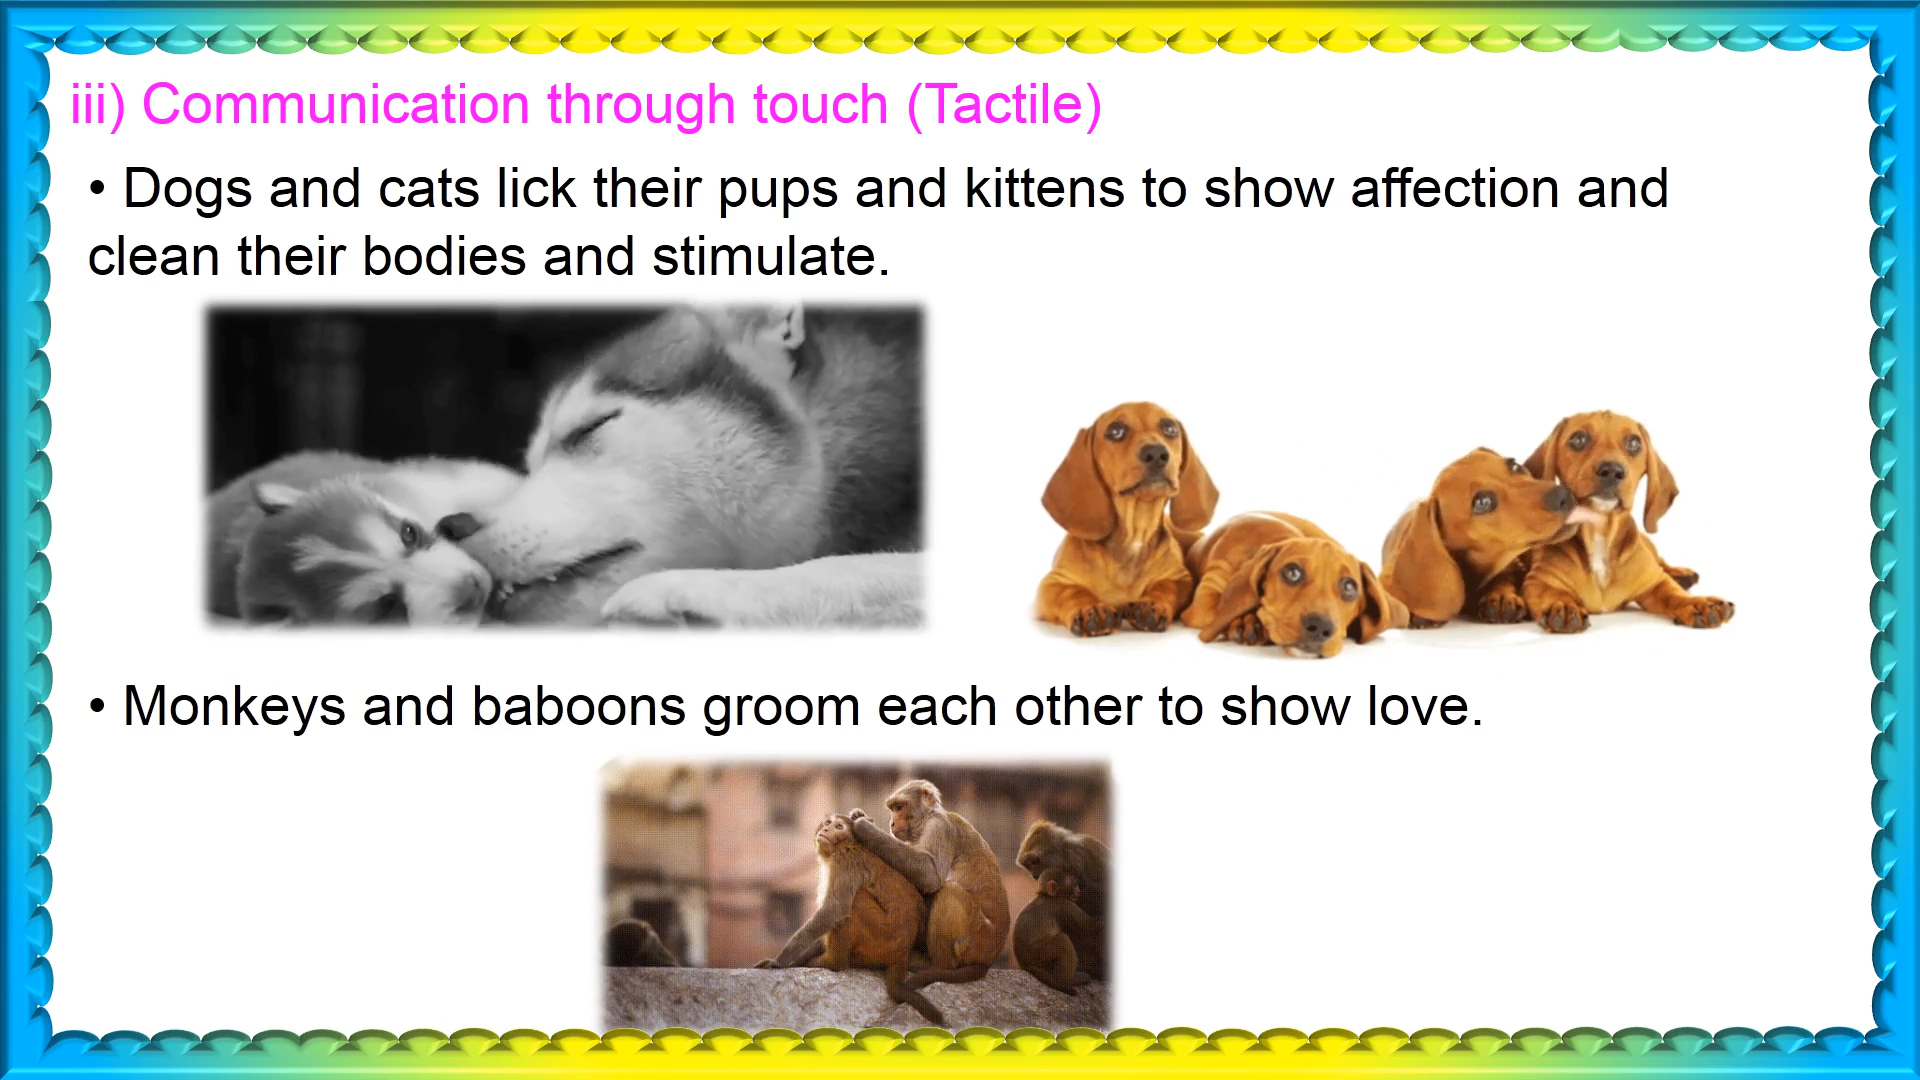 iii) Communication through touch (Tactile)
• Dogs and cats lick their pups and kittens to show affection and
clean their bodies and stimulate.
• Monkeys and baboons groom each other to show love.